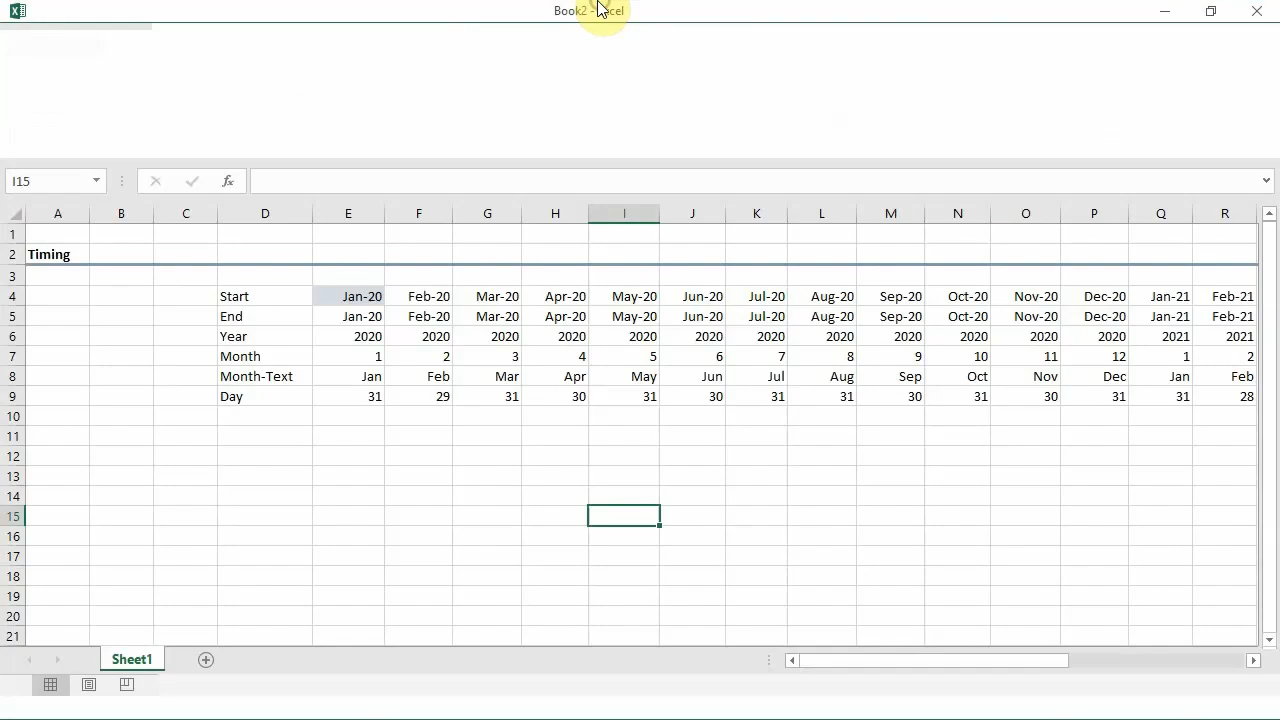 Book2 - Excel
I15
fx
A B C D E F G H I J K L M N O P Q R
1
2 Timing
3
4 Start Jan-20 Feb-20 Mar-20 Apr-20 May-20 Jun-20 Jul-20 Aug-20 Sep-20 Oct-20 Nov-20 Dec-20 Jan-21 Feb-21
5 End Jan-20 Feb-20 Mar-20 Apr-20 May-20 Jun-20 Jul-20 Aug-20 Sep-20 Oct-20 Nov-20 Dec-20 Jan-21 Feb-21
6 Year 2020 2020 2020 2020 2020 2020 2020 2020 2020 2020 2020 2020 2021 2021
7 Month 1 2 3 4 5 6 7 8 9 10 11 12 1 2
8 Month-Text Jan Feb Mar Apr May Jun Jul Aug Sep Oct Nov Dec Jan Feb
9 Day 31 29 31 30 31 30 31 31 30 31 30 31 31 28
10
11
12
13
14
15
16
17
18
19
20
21
Sheet1